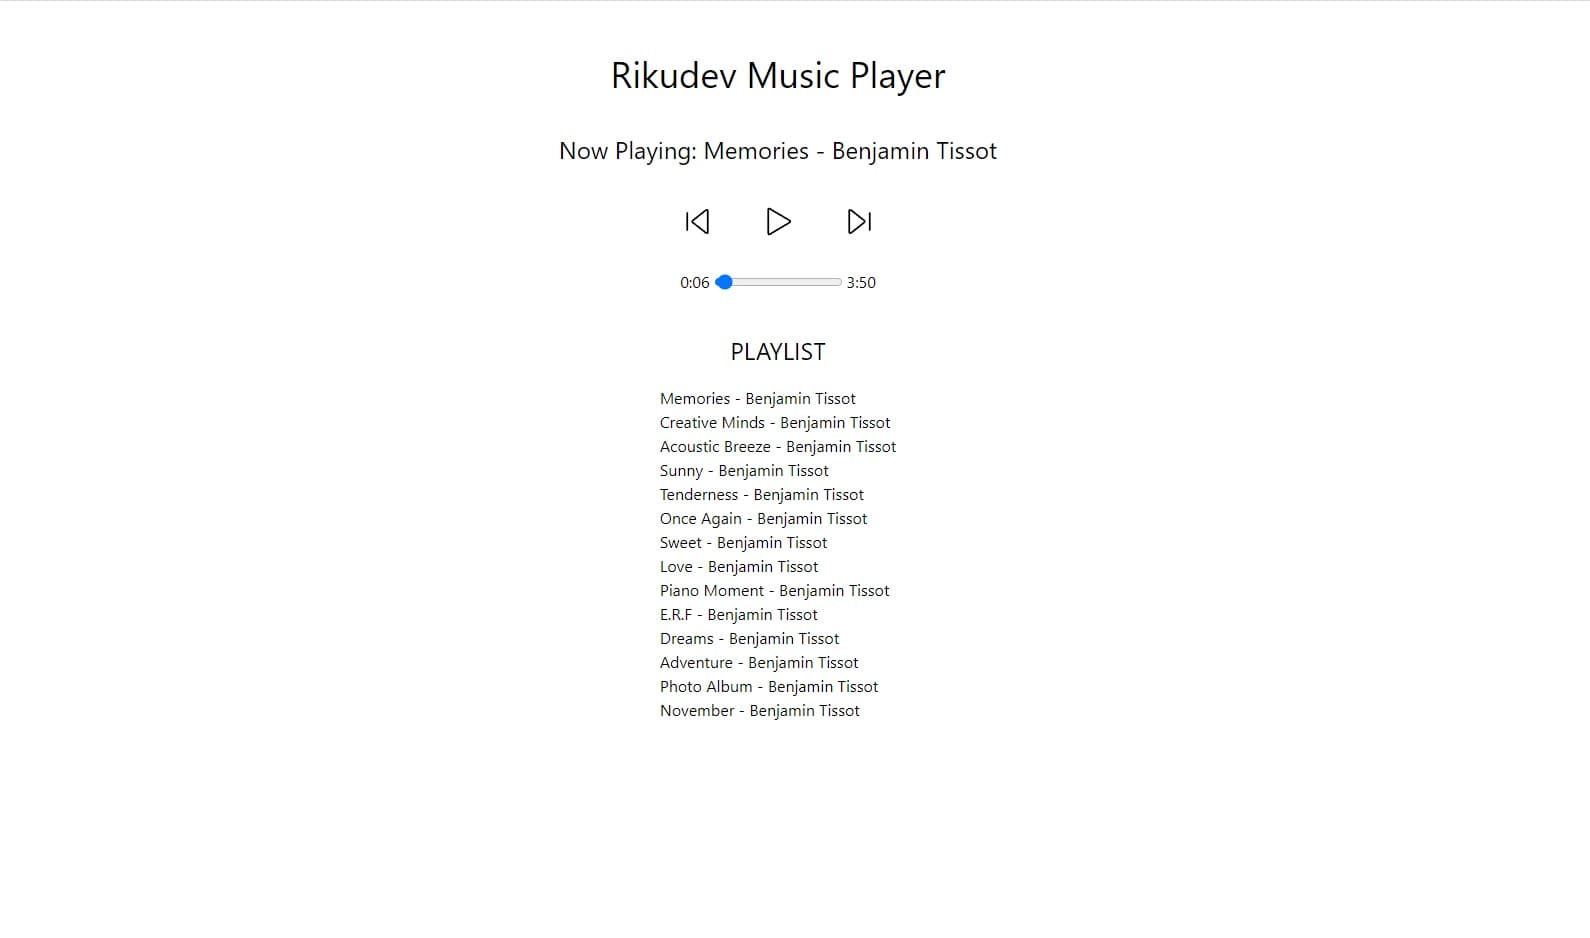 Rikudev Music Player
Now Playing: Memories - Benjamin Tissot
0:06 3:50
PLAYLIST
Memories - Benjamin Tissot
Creative Minds - Benjamin Tissot
Acoustic Breeze - Benjamin Tissot
Sunny - Benjamin Tissot
Tenderness - Benjamin Tissot
Once Again - Benjamin Tissot
Sweet - Benjamin Tissot
Love - Benjamin Tissot
Piano Moment - Benjamin Tissot
E.R.F - Benjamin Tissot
Dreams - Benjamin Tissot
Adventure - Benjamin Tissot
Photo Album - Benjamin Tissot
November - Benjamin Tissot